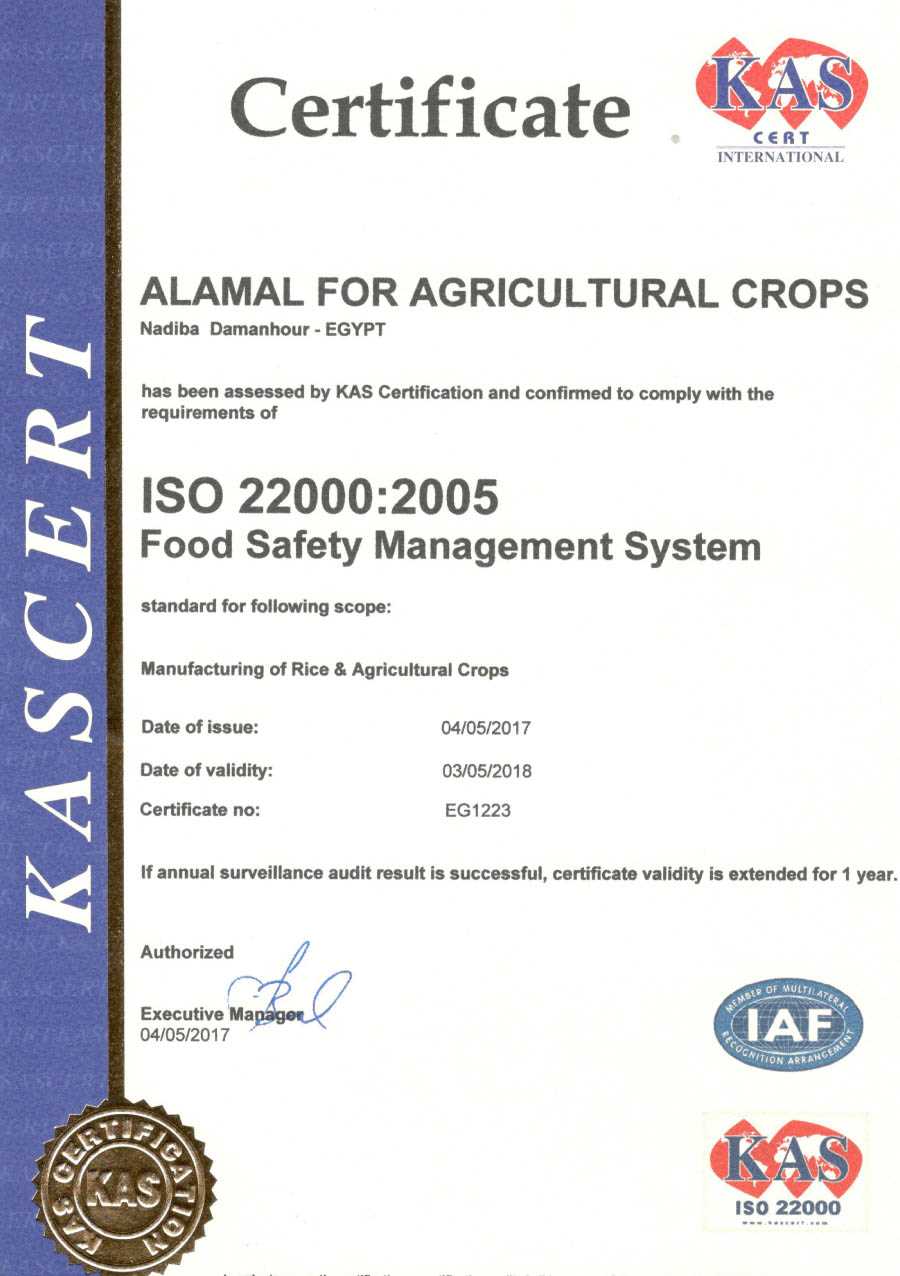 Certificate
KAS
CERT
INTERNATIONAL
ALAMAL FOR AGRICULTURAL CROPS
Nadiba Damanhour - EGYPT
has been assessed by KAS Certification and confirmed to comply with the
requirements of
ISO 22000:2005
Food Safety Management System
standard for following scope:
Manufacturing of Rice & Agricultural Crops
Date of issue: 04/05/2017
Date of validity: 03/05/2018
Certificate no: EG1223
If annual surveillance audit result is successful, certificate validity is extended for 1 year.
Authorized
Executive Manager
04/05/2017
KASCERT
MEMBER OF MULTILATERAL
IAF
RECOGNITION ARRANGEMENT
KAS CERTIFICATION
KAS
KAS
ISO 22000
www.kascert.com